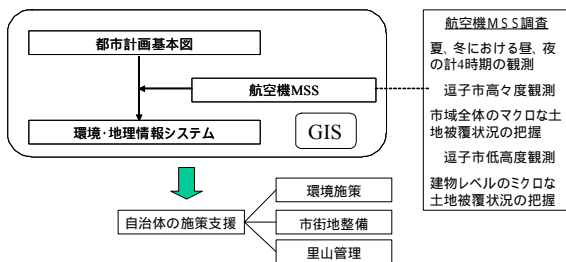 都市計画基本図
航空機MSS
環境・地理情報システム
GIS
自治体の施策支援
環境施策
市街地整備
里山管理
航空機MSS調査
夏、冬における昼、夜
の計4時期の観測
逗子市高々度観測
市域全体のマクロな土
地被覆状況の把握
逗子市低高度観測
建物レベルのミクロな
土地被覆状況の把握